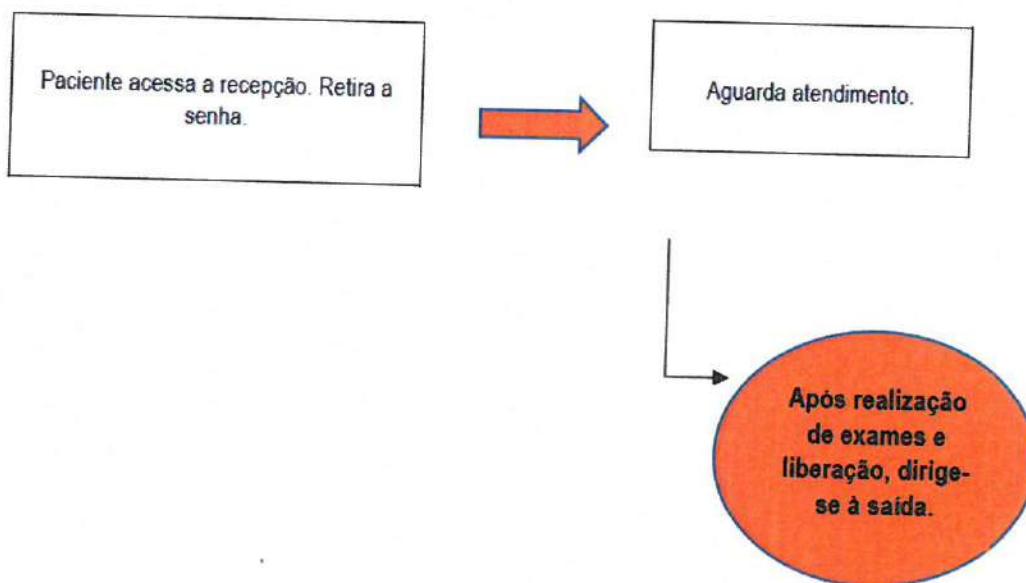 Paciente acessa a recepção. Retira a
senha.
Aguarda atendimento.
Após realização
de exames e
liberação, dirige-
se à saída.